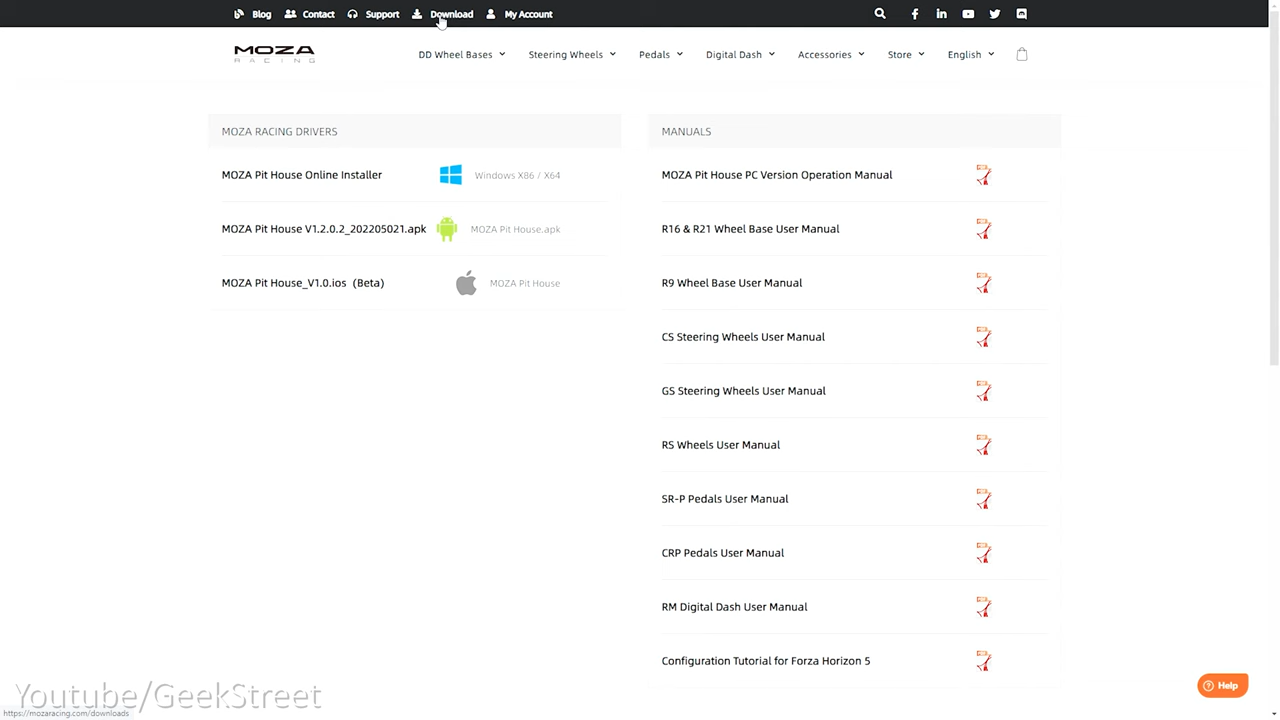 Blog Contact Support Download My Account
MOZA RACING
DD Wheel Bases Steering Wheels Pedals Digital Dash Accessories Store English
MOZA RACING DRIVERS
MOZA Pit House Online Installer Windows X86 / X64
MOZA Pit House V1.2.0.2_202205021.apk MOZA Pit House.apk
MOZA Pit House_V1.0.ios (Beta) MOZA Pit House
MANUALS
MOZA Pit House PC Version Operation Manual
R16 & R21 Wheel Base User Manual
R9 Wheel Base User Manual
CS Steering Wheels User Manual
GS Steering Wheels User Manual
RS Wheels User Manual
SR-P Pedals User Manual
CRP Pedals User Manual
RM Digital Dash User Manual
Configuration Tutorial for Forza Horizon 5
Help
Youtube/GeekStreet
https://mozaracing.com/downloads